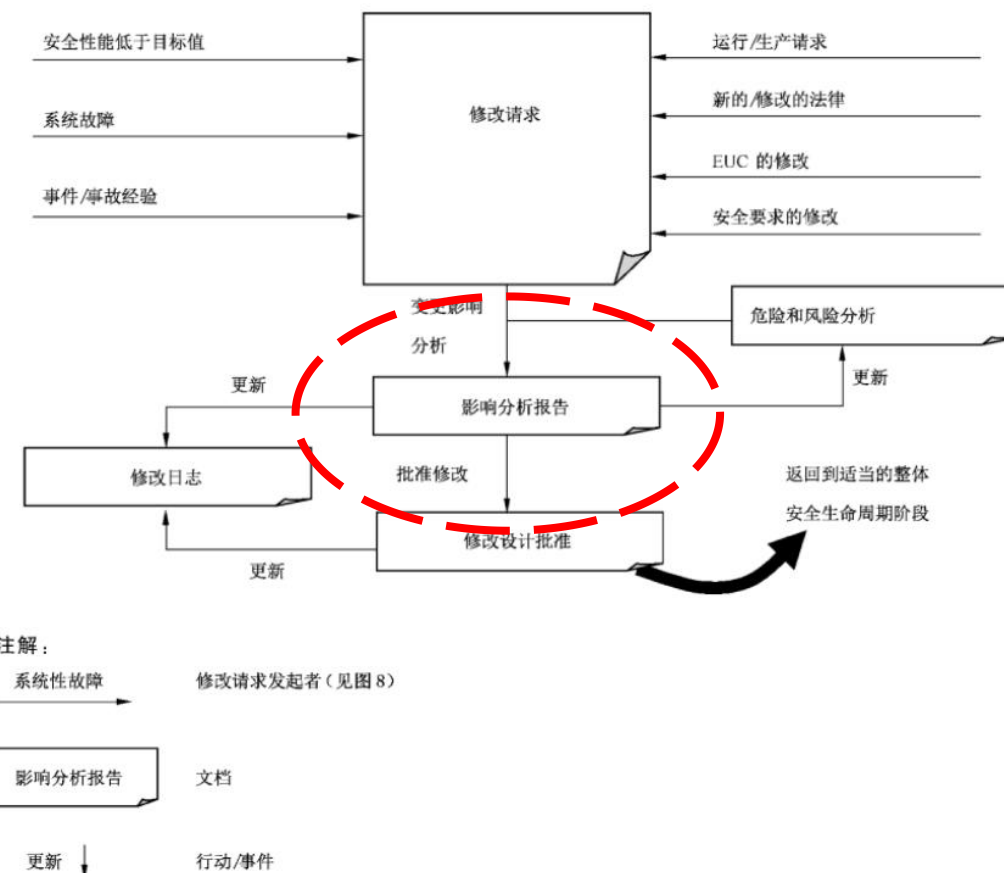 安全性能低于目标值
系统故障
事件/事故经验
修改请求
运行/生产请求
新的/修改的法律
EUC 的修改
安全要求的修改
变更影响
分析
危险和风险分析
更新
更新
影响分析报告
修改日志
批准修改
返回到适当的整体
安全生命周期阶段
修改设计批准
更新
注解：
系统性故障
修改请求发起者（见图8）
影响分析报告
文档
更新
行动/事件